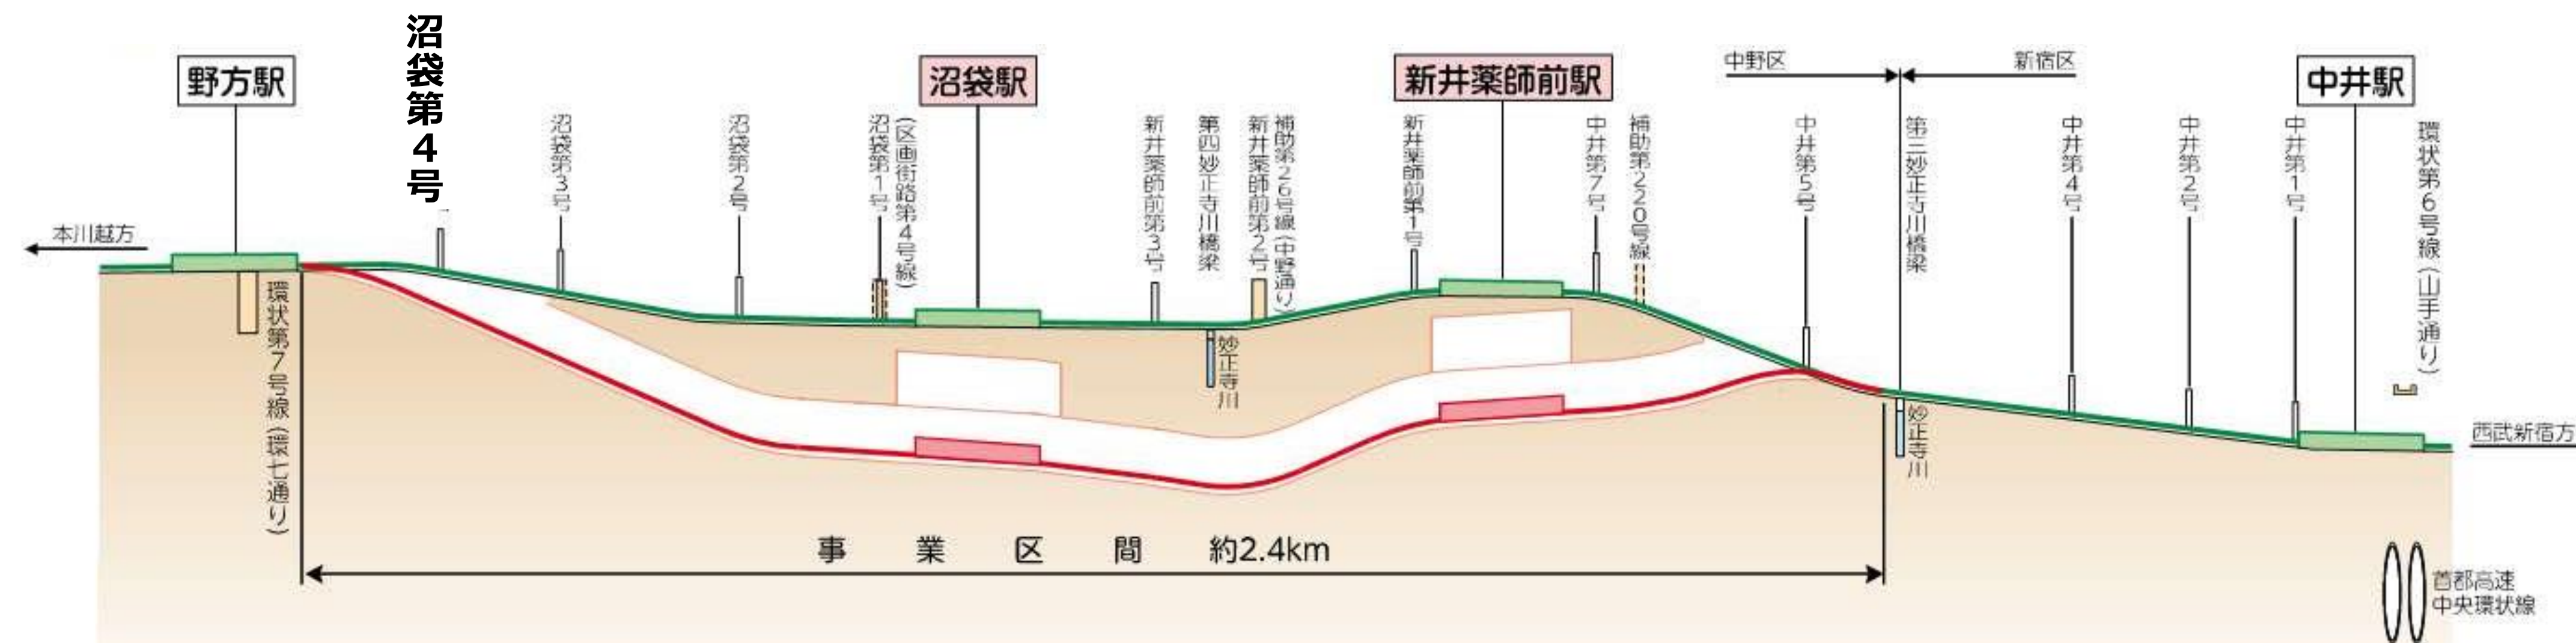 沼袋第４号
野方駅
沼袋駅
新井薬師前駅
中野区
新宿区
中井駅
沼袋第3号
沼袋第2号
沼袋第1号
(区画街路第4号線)
新井薬師前第3号
第四妙正寺川橋梁
新井薬師前第2号
補助第26号線(中野通り)
新井薬師前第1号
中井第7号
補助第220号線
中井第5号
第三妙正寺川橋梁
中井第4号
中井第2号
中井第1号
環状第6号線(山手通り)
本川越方
環状第7号線(環七通り)
妙正寺川
妙正寺川
西武新宿方
事業区間 約2.4km
首都高速
中央環状線